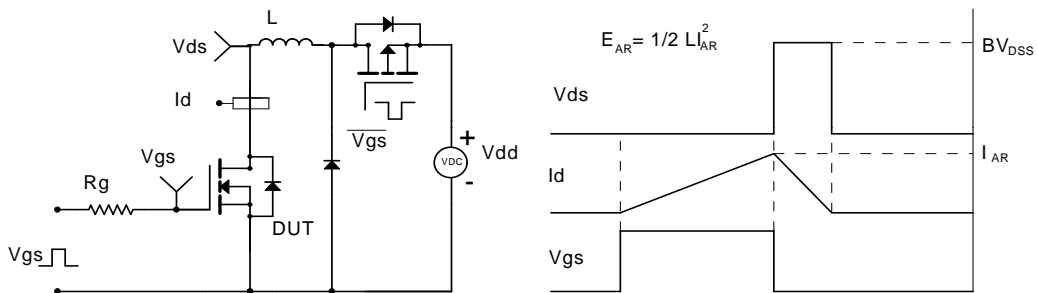 L
Vds
Id
Vgs
Vgs
Rg
DUT
Vgs
VDC
+
-
Vdd
E_AR = 1/2 LI_AR^2
BV_DSS
Vds
I_AR
Id
Vgs